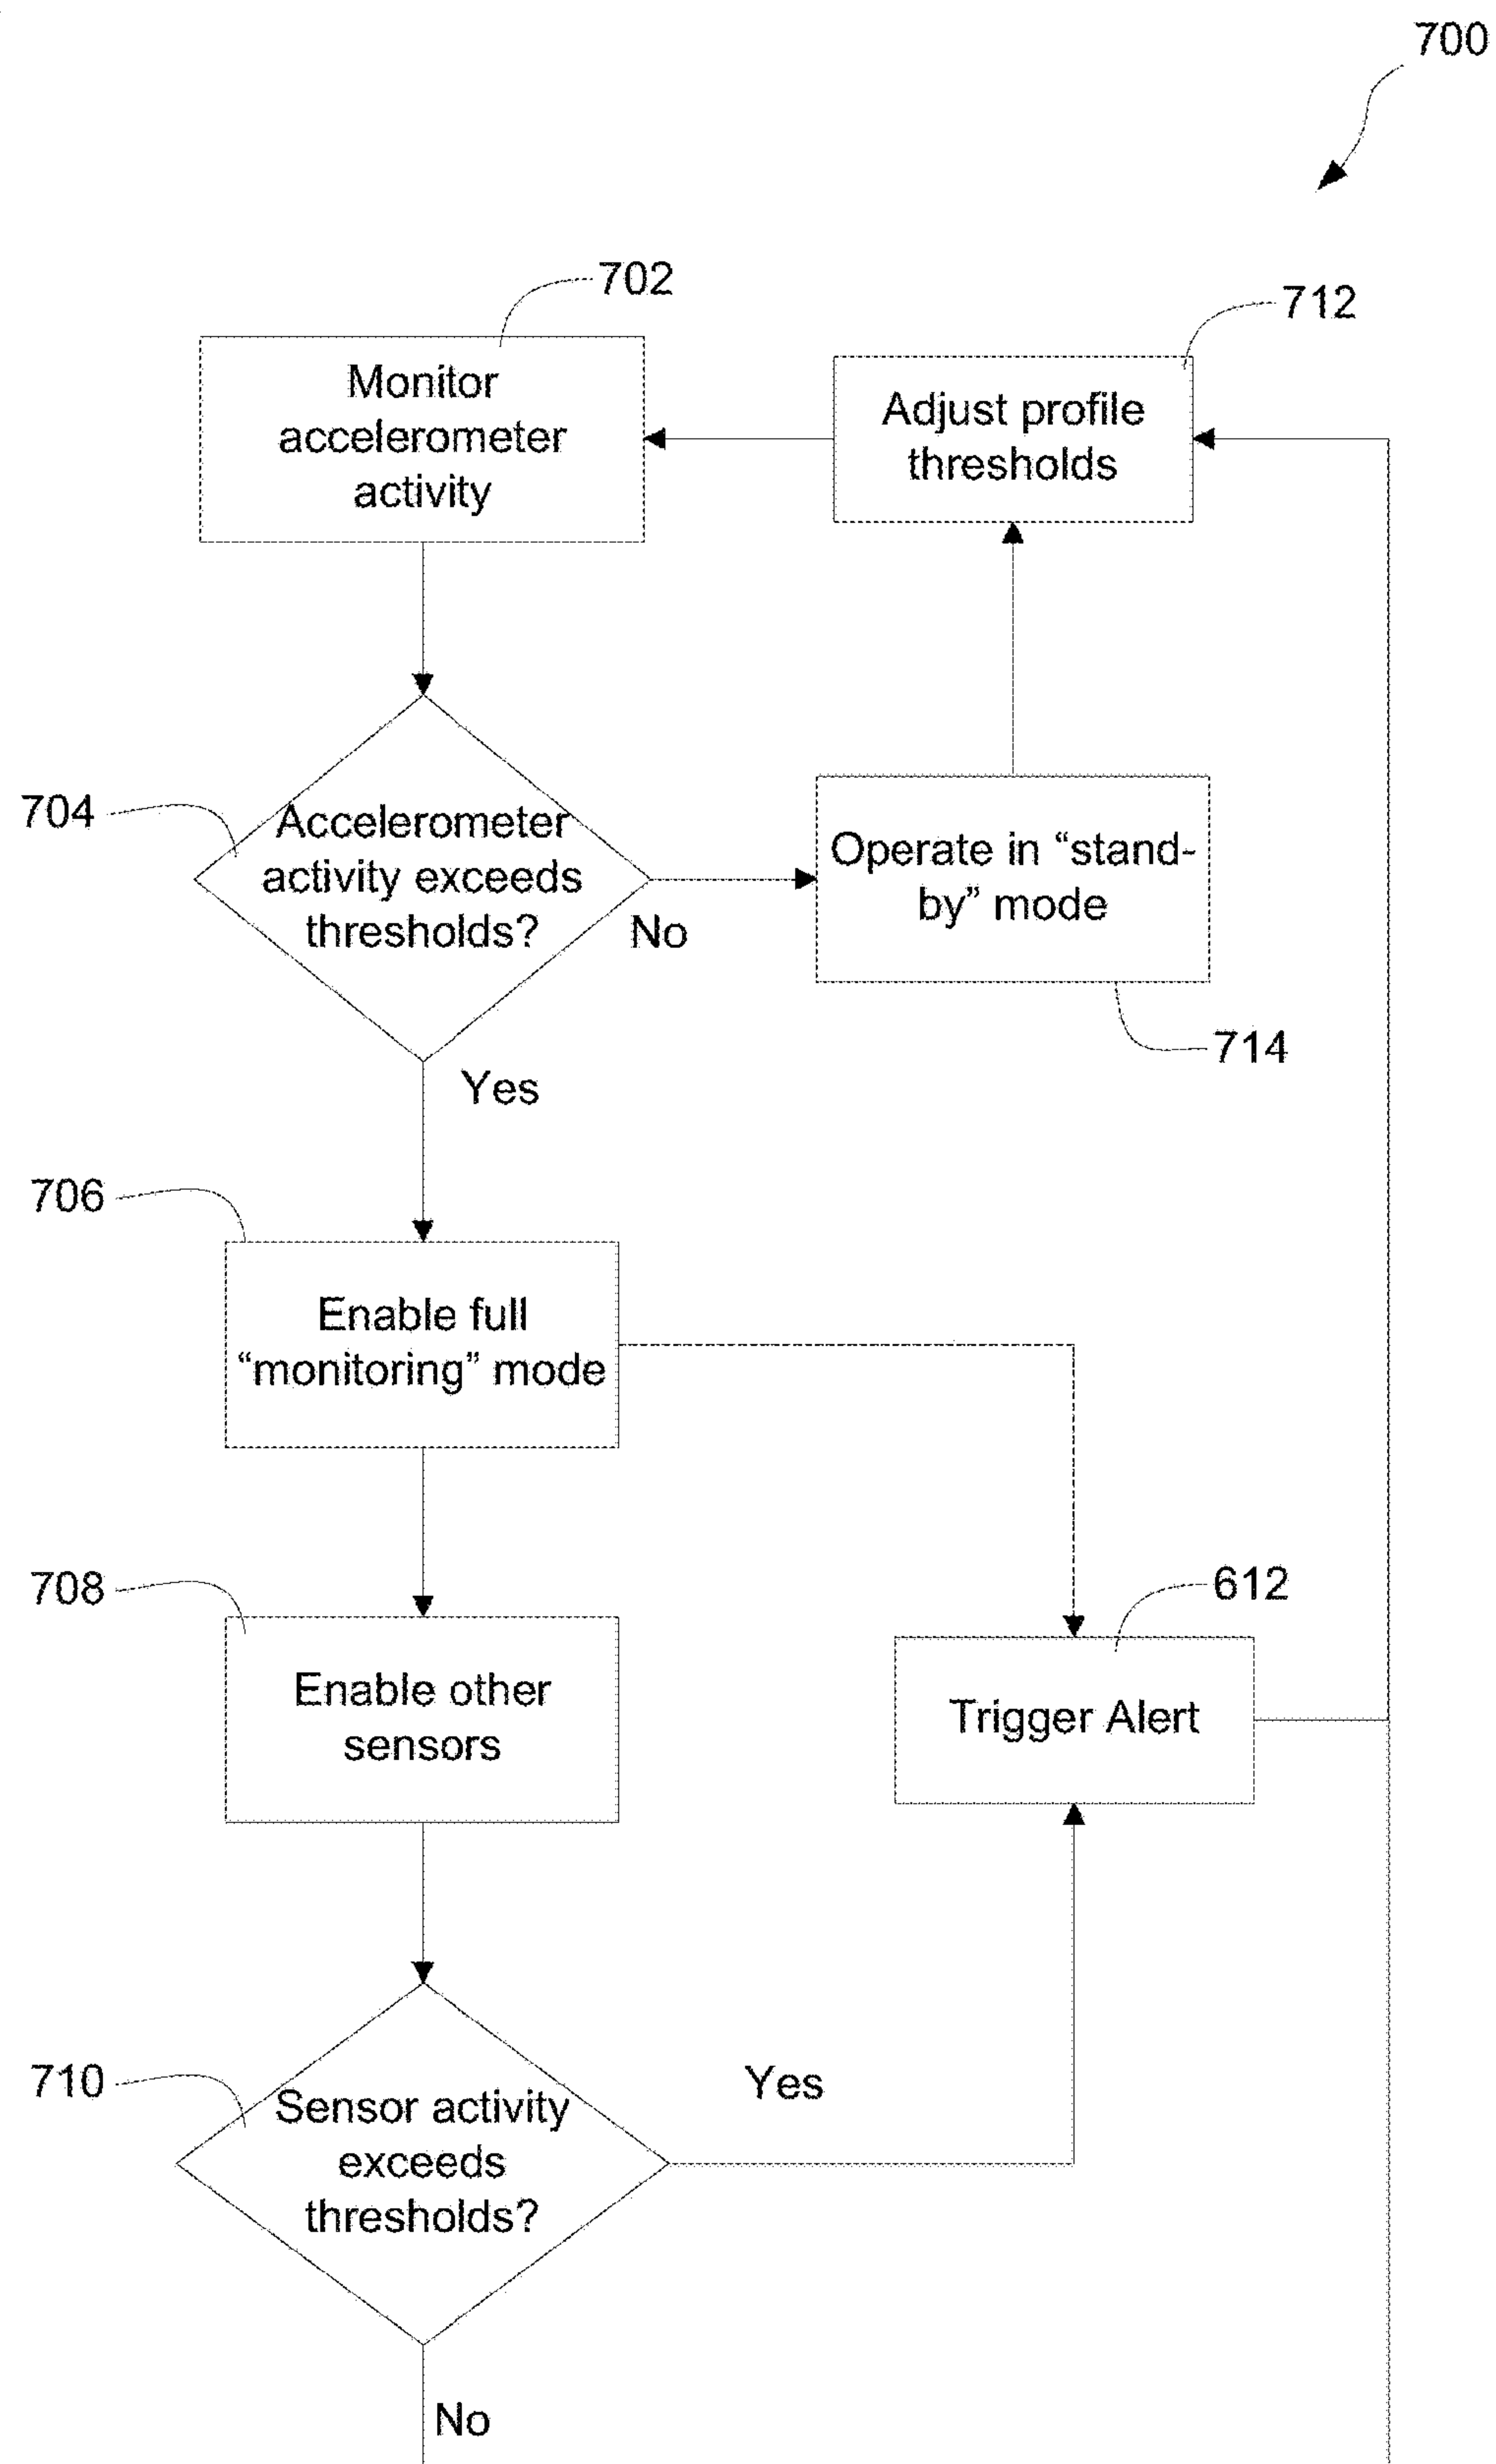 700
702
712
Monitor
accelerometer
activity
Adjust profile
thresholds
704
Accelerometer
activity exceeds
thresholds?
No
Operate in “stand-
by” mode
714
Yes
706
Enable full
“monitoring” mode
708
612
Enable other
sensors
Trigger Alert
710
Yes
Sensor activity
exceeds
thresholds?
No